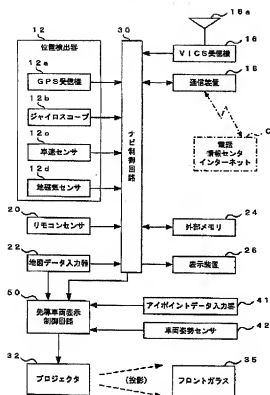 12
位置検出器
12a
GPS受信機
12b
ジャイロスコープ
12c
車速センサ
12d
地磁気センサ
20
リモコンセンサ
22
地図データ入力器
30
ナビ制御回路
16a
16
VICS受信機
18
通信装置
C
電話
情報センタ
インターネット
24
外部メモリ
26
表示装置
50
先導車両表示
制御回路
アイポイントデータ入力器
41
車両姿勢センサ
42
32
プロジェクタ
(投影)
35
フロントガラス